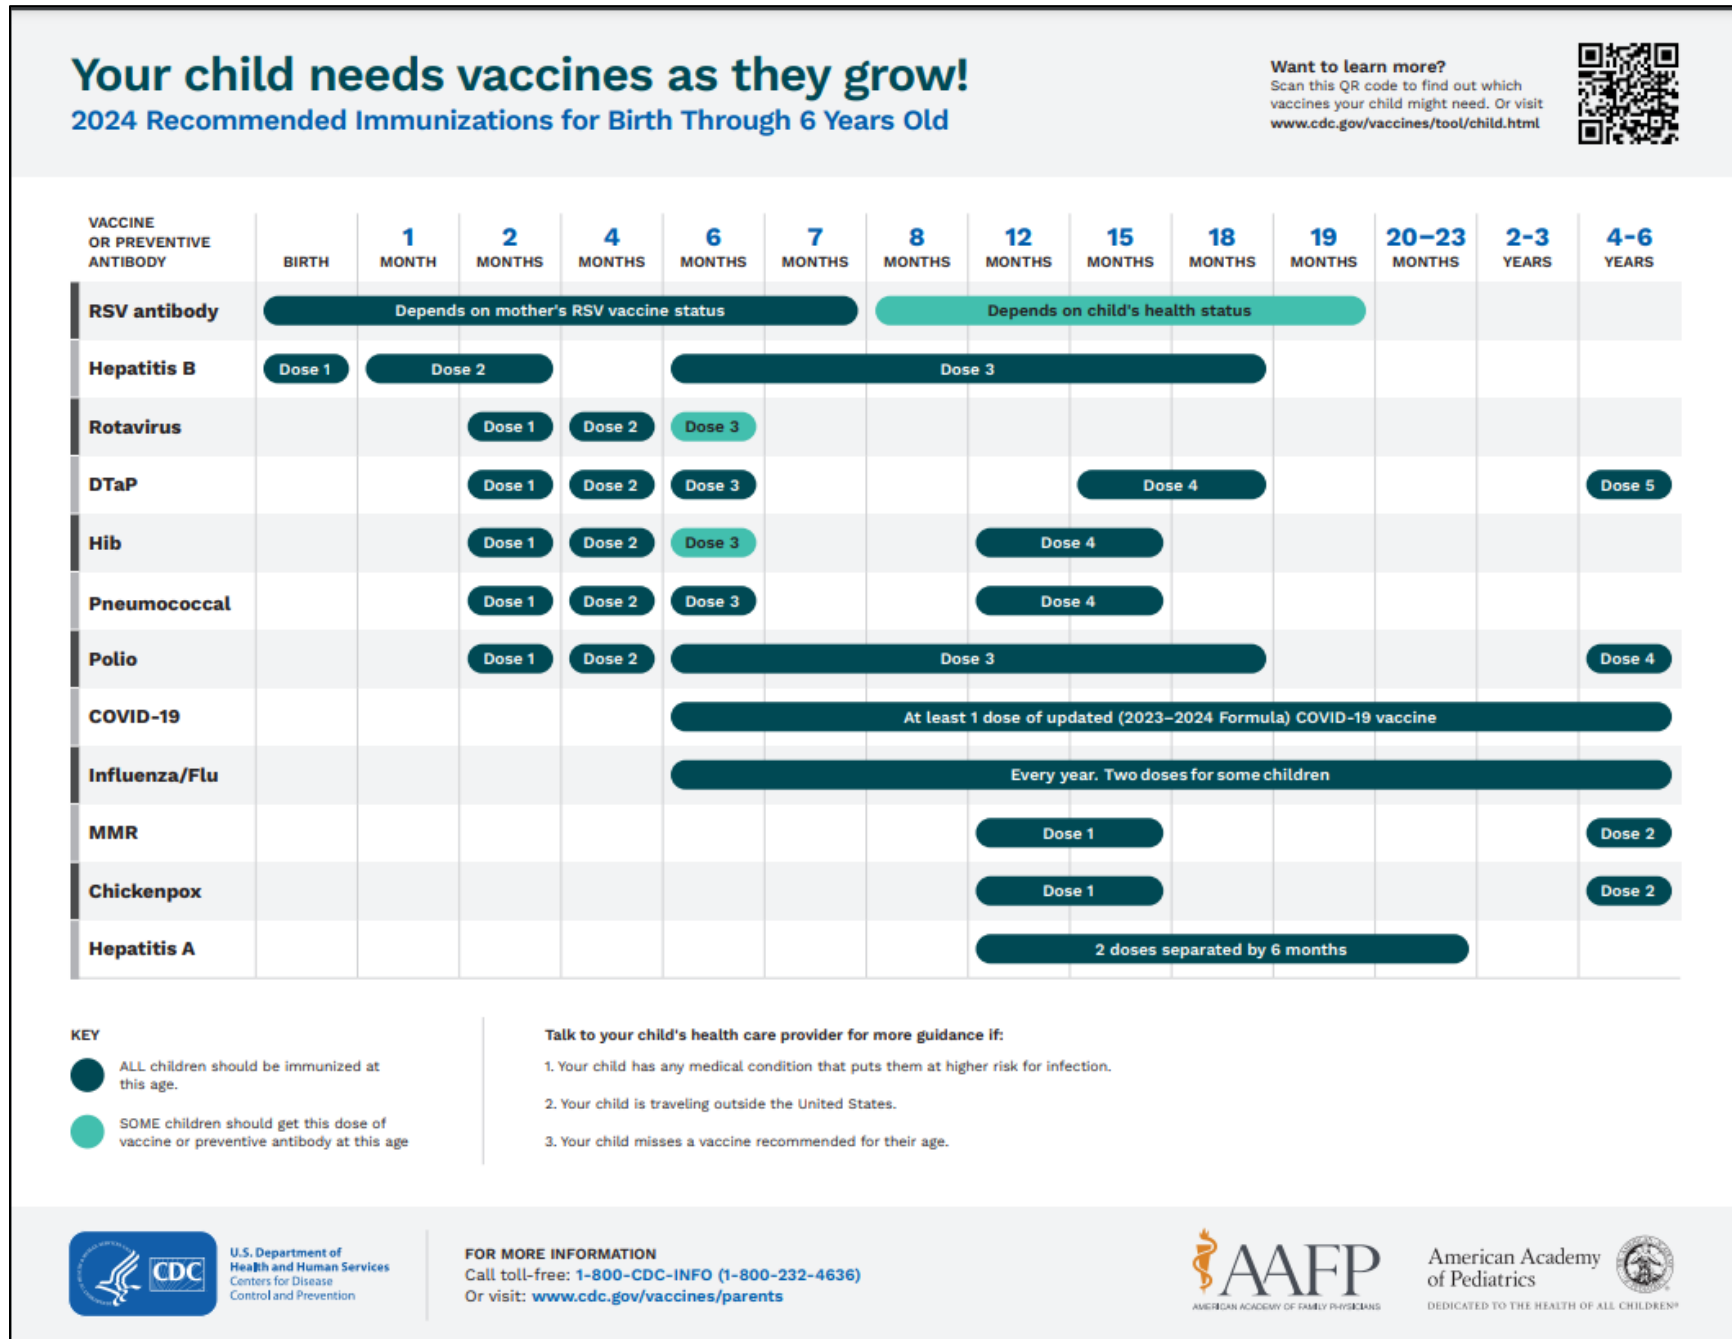 Your child needs vaccines as they grow!
2024 Recommended Immunizations for Birth Through 6 Years Old
Want to learn more?
Scan this QR code to find out which
vaccines your child might need. Or visit
www.cdc.gov/vaccines/tool/child.html
VACCINE
OR PREVENTIVE
ANTIBODY
BIRTH
1
MONTH
2
MONTHS
4
MONTHS
6
MONTHS
7
MONTHS
8
MONTHS
12
MONTHS
15
MONTHS
18
MONTHS
19
MONTHS
20–23
MONTHS
2-3
YEARS
4-6
YEARS
RSV antibody Depends on mother's RSV vaccine status Depends on child's health status
Hepatitis B Dose 1 Dose 2 Dose 3
Rotavirus Dose 1 Dose 2 Dose 3
DTaP Dose 1 Dose 2 Dose 3 Dose 4 Dose 5
Hib Dose 1 Dose 2 Dose 3 Dose 4
Pneumococcal Dose 1 Dose 2 Dose 3 Dose 4
Polio Dose 1 Dose 2 Dose 3 Dose 4
COVID-19 At least 1 dose of updated (2023–2024 Formula) COVID-19 vaccine
Influenza/Flu Every year. Two doses for some children
MMR Dose 1 Dose 2
Chickenpox Dose 1 Dose 2
Hepatitis A 2 doses separated by 6 months
KEY
ALL children should be immunized at
this age.
SOME children should get this dose of
vaccine or preventive antibody at this age
Talk to your child's health care provider for more guidance if:
1. Your child has any medical condition that puts them at higher risk for infection.
2. Your child is traveling outside the United States.
3. Your child misses a vaccine recommended for their age.
CDC
U.S. Department of
Health and Human Services
Centers for Disease
Control and Prevention
FOR MORE INFORMATION
Call toll-free: 1-800-CDC-INFO (1-800-232-4636)
Or visit: www.cdc.gov/vaccines/parents
AAFP
AMERICAN ACADEMY OF FAMILY PHYSICIANS
American Academy
of Pediatrics
DEDICATED TO THE HEALTH OF ALL CHILDREN®